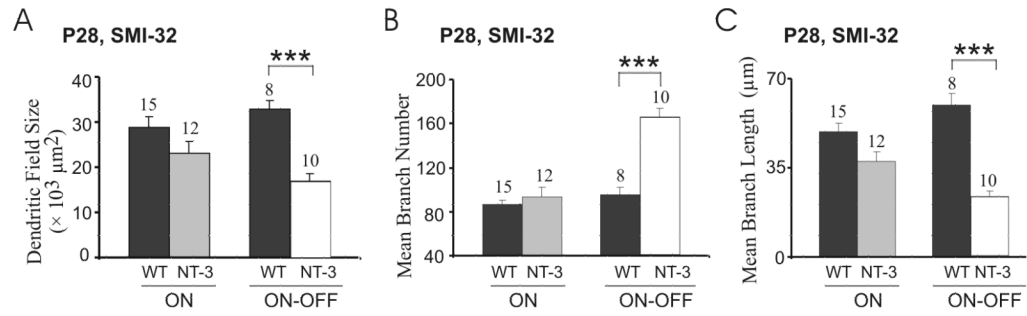 A
P28, SMI-32
Dendritic Field Size
(× 10³ μm²)
40
30
20
10
0
15
12
8
10
***
WT NT-3 WT NT-3
ON ON-OFF
B
P28, SMI-32
Mean Branch Number
200
160
120
80
40
15
12
8
10
***
WT NT-3 WT NT-3
ON ON-OFF
C
P28, SMI-32
Mean Branch Length (μm)
70
35
0
15
12
8
10
***
WT NT-3 WT NT-3
ON ON-OFF